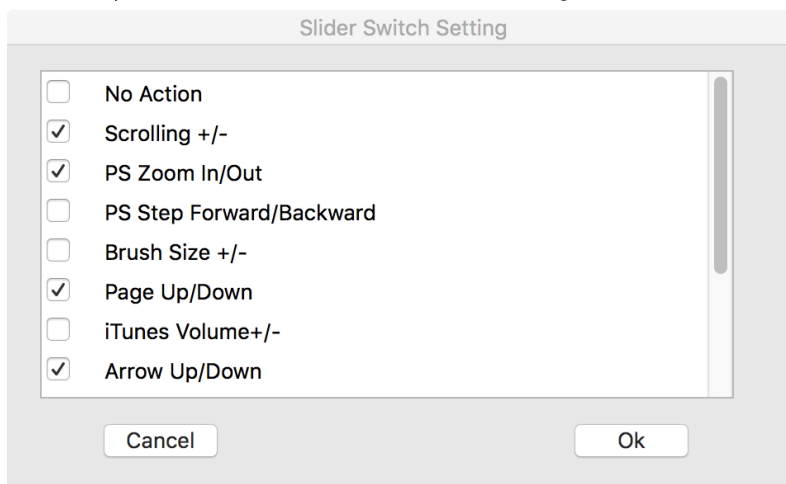 Slider Switch Setting
No Action
Scrolling +/-
PS Zoom In/Out
PS Step Forward/Backward
Brush Size +/-
Page Up/Down
iTunes Volume+/-
Arrow Up/Down
Cancel
Ok